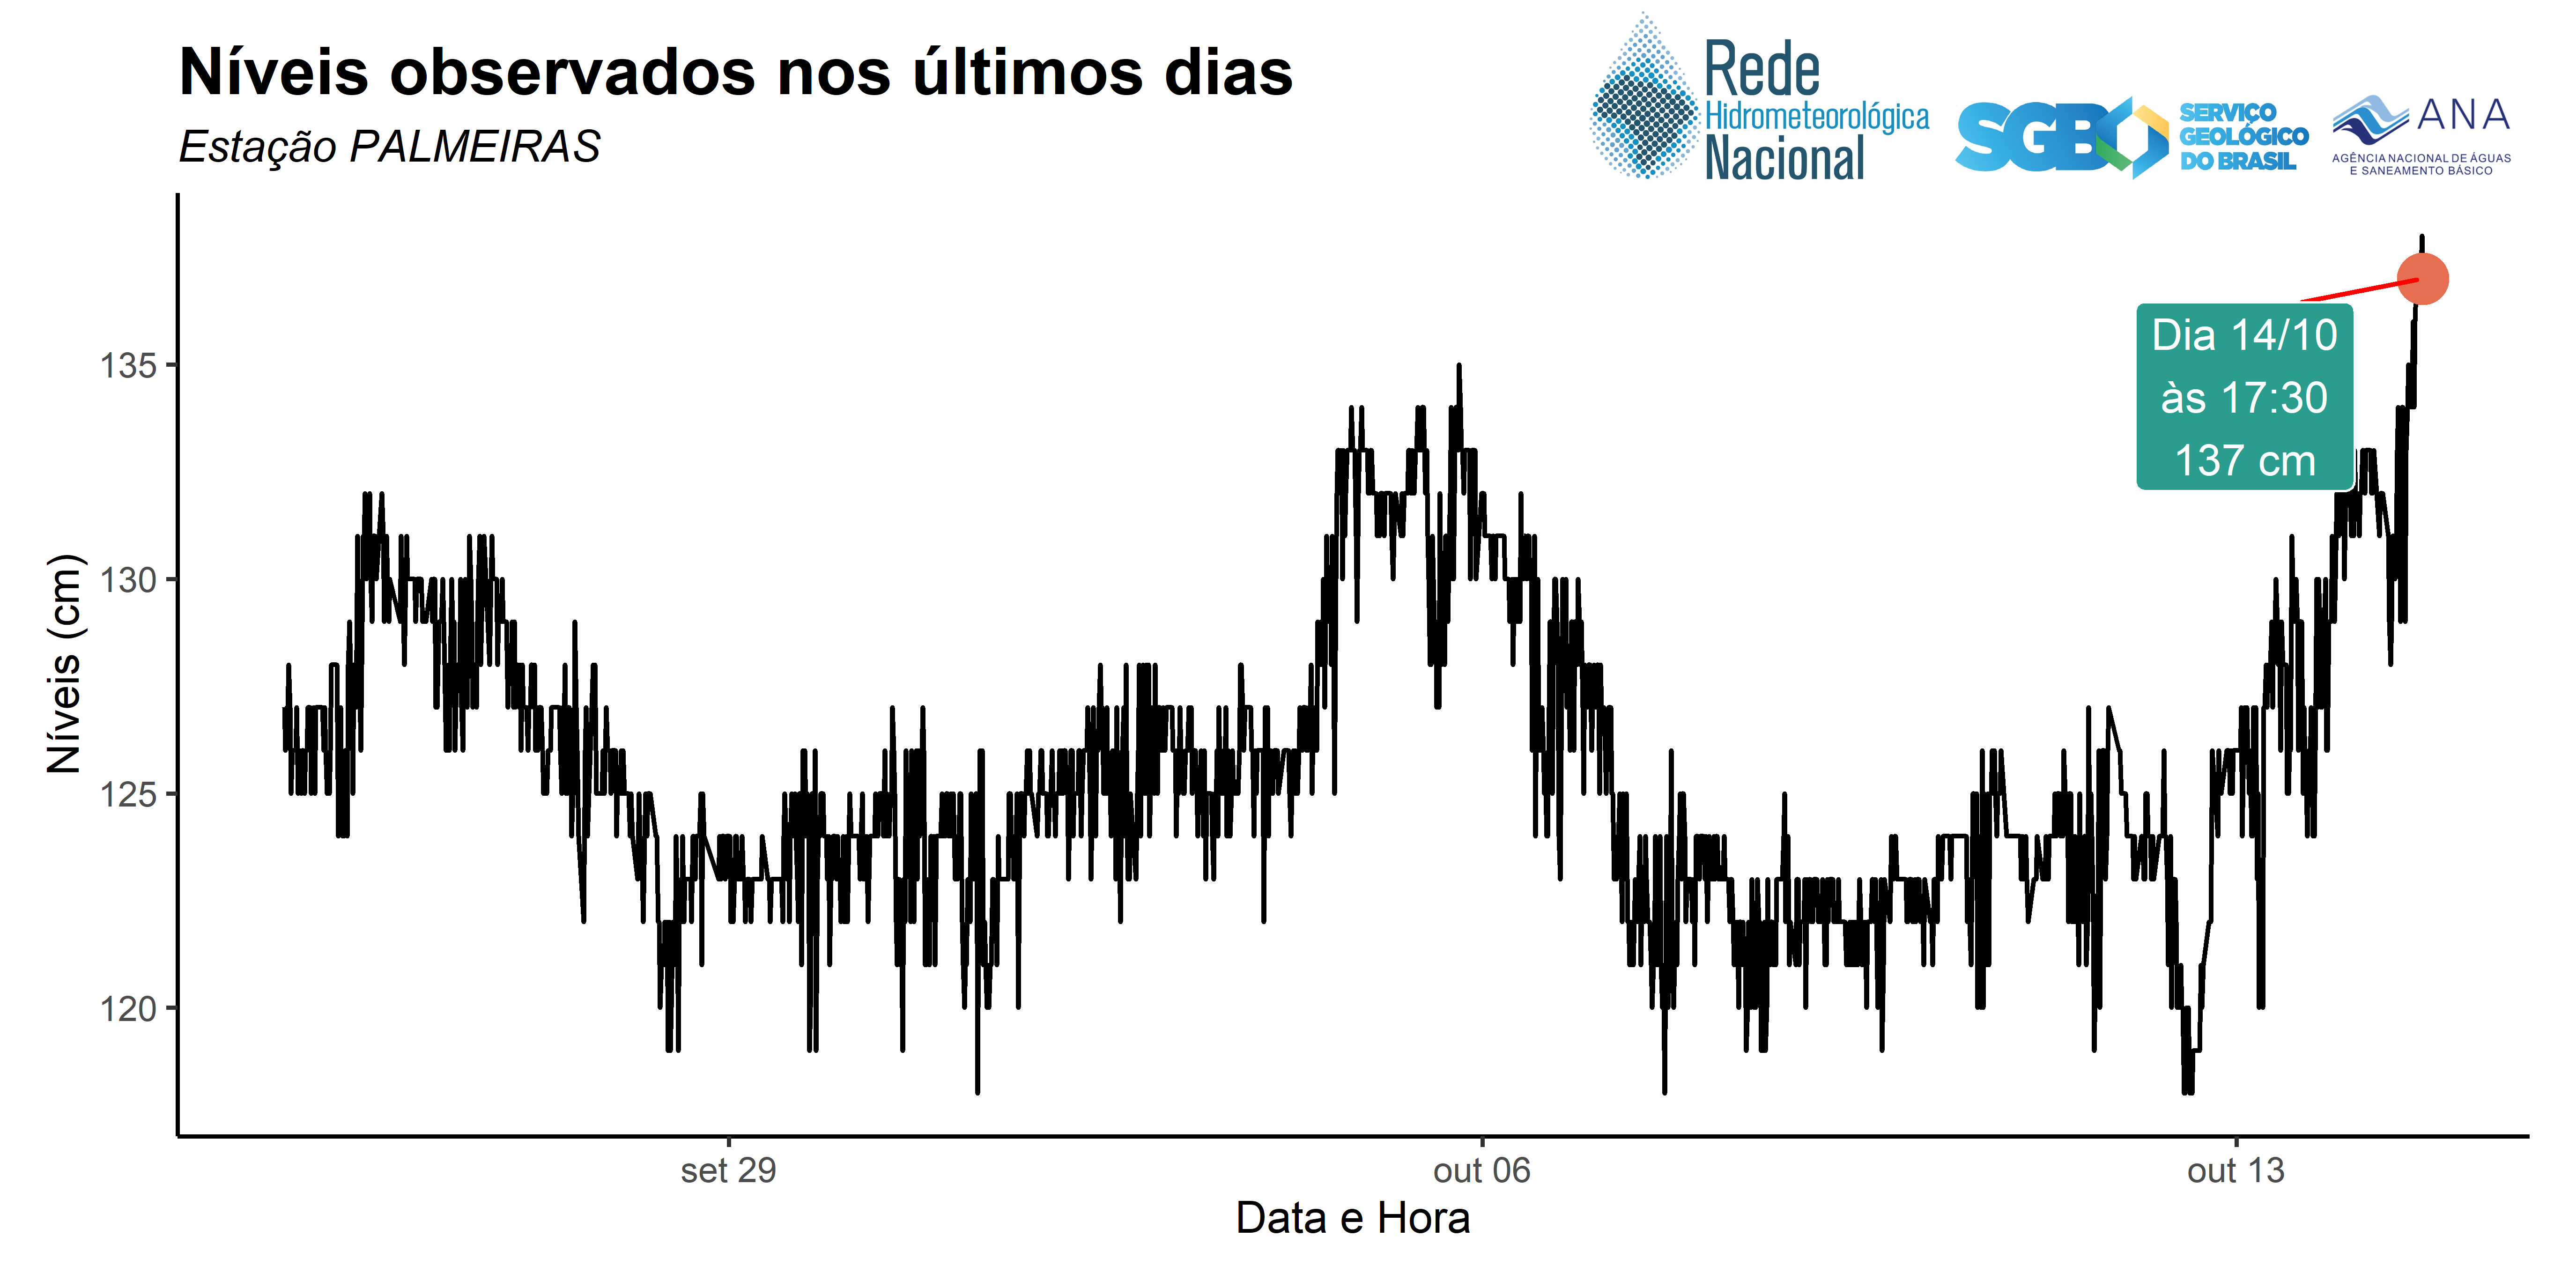 Níveis observados nos últimos dias
Estação PALMEIRAS
Rede
Hidrometeorológica
Nacional
SGB
SERVIÇO
GEOLÓGICO
DO BRASIL
ANA
AGÊNCIA NACIONAL DE ÁGUAS
E SANEAMENTO BÁSICO
Níveis (cm)
135
130
125
120
Dia 14/10
às 17:30
137 cm
set 29
out 06
out 13
Data e Hora